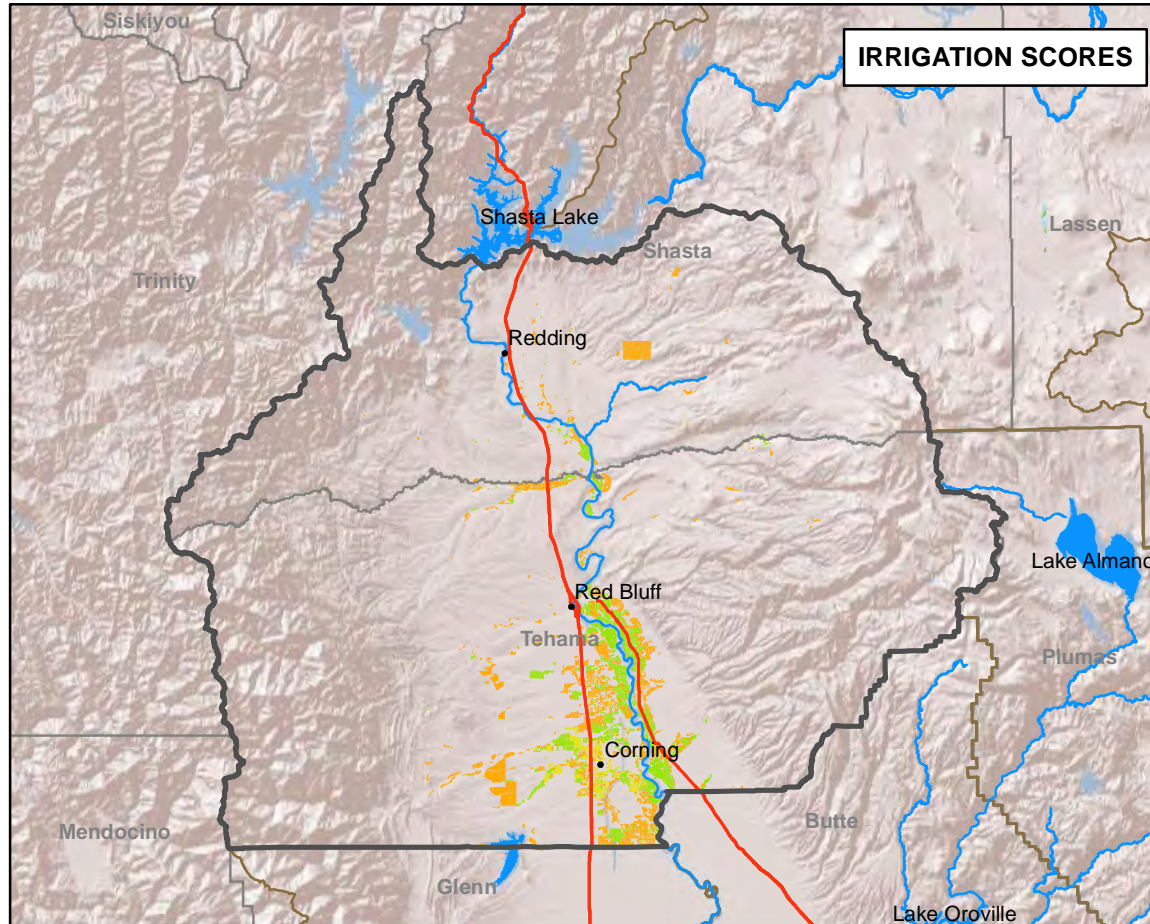 Siskiyou
IRRIGATION SCORES
Shasta Lake
Lassen
Shasta
Trinity
Redding
Lake Almano
Red Bluff
Tehama
Plumas
Corning
Mendocino
Butte
Glenn
Lake Oroville